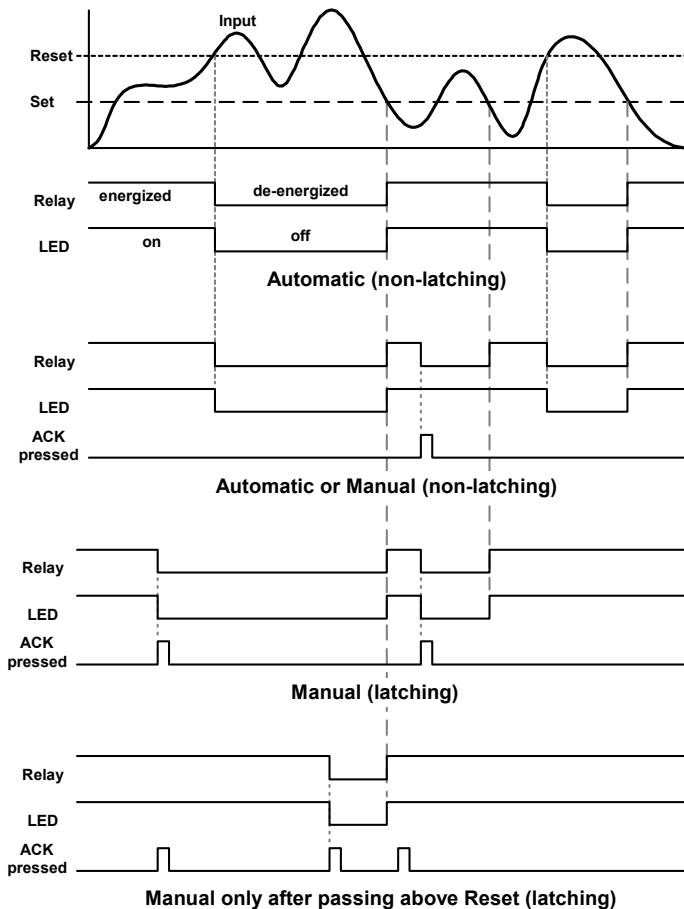 Input
Reset
Set
Relay energized de-energized
LED on off
Automatic (non-latching)
Relay
LED
ACK
pressed
Automatic or Manual (non-latching)
Relay
LED
ACK
pressed
Manual (latching)
Relay
LED
ACK
pressed
Manual only after passing above Reset (latching)